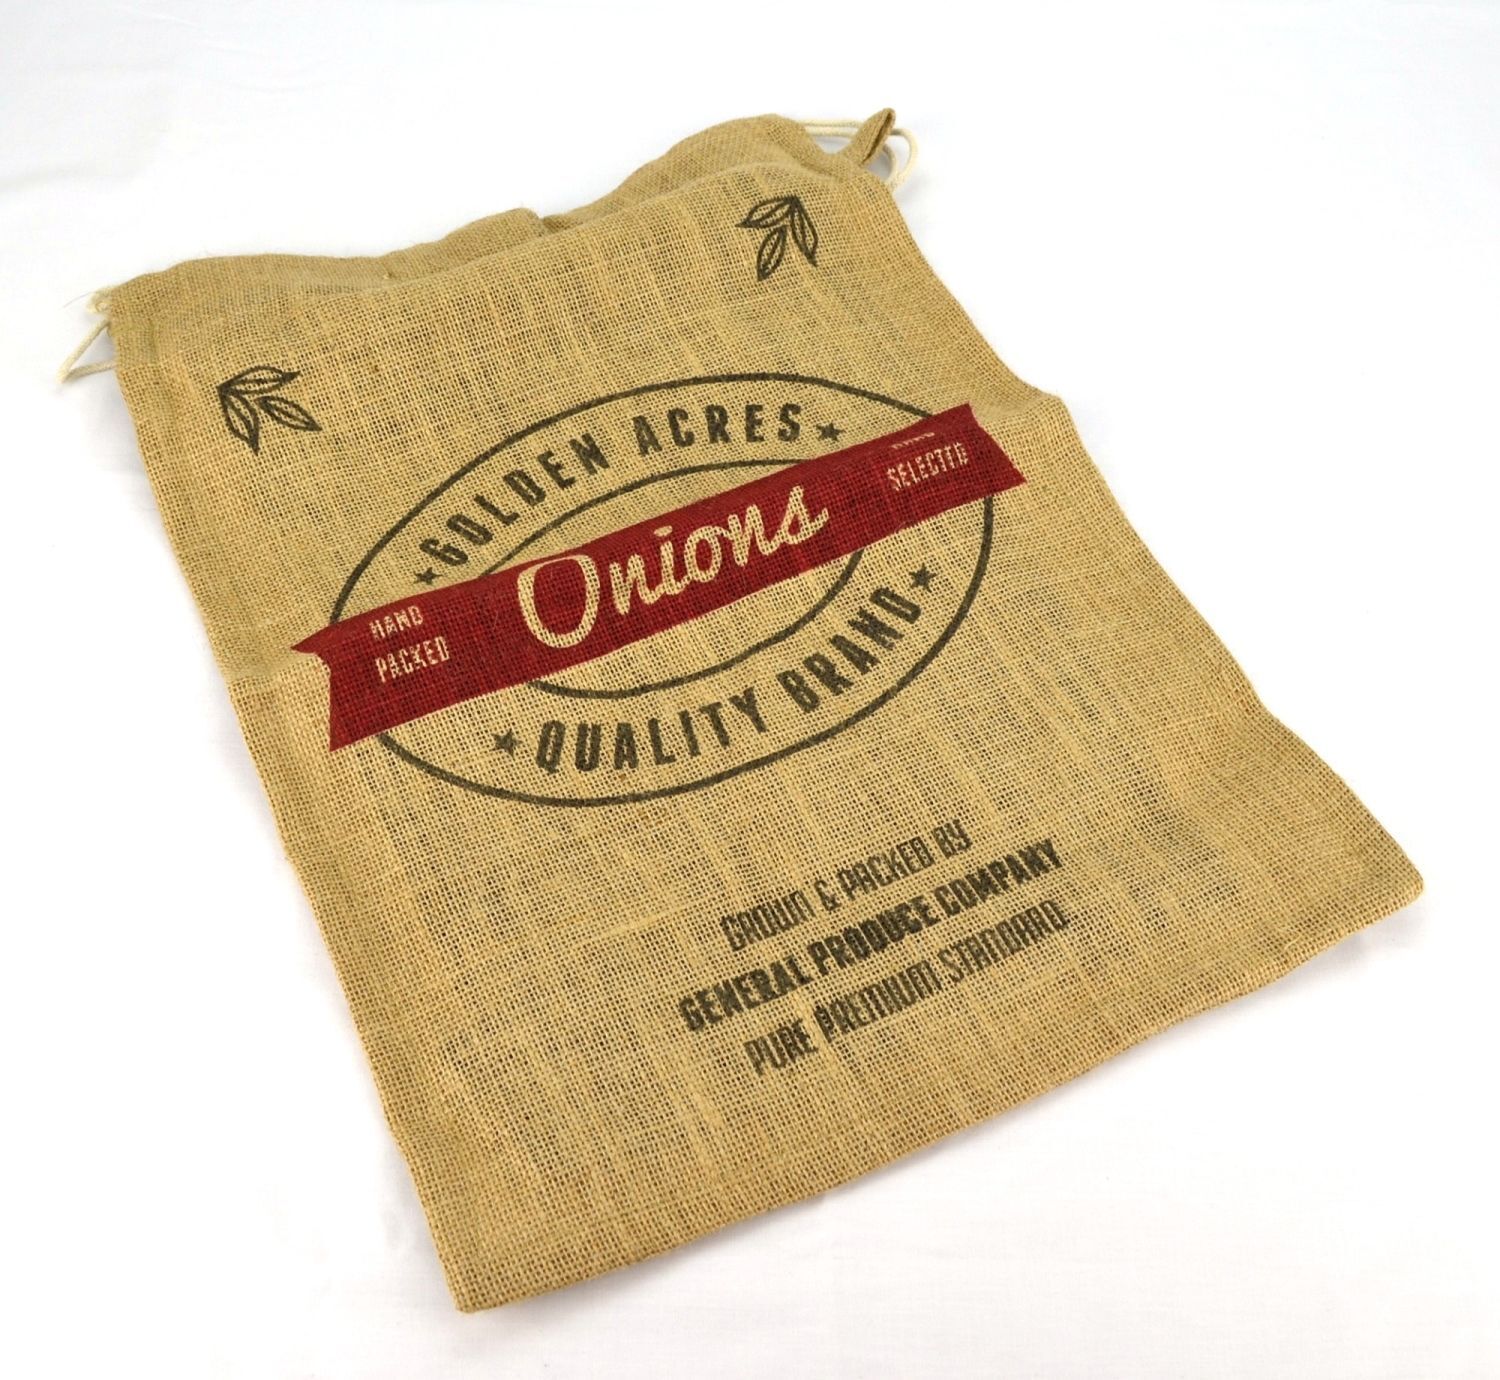 GOLDEN ACRES
HAND
PACKED
Onions
SELECTED
QUALITY BRAND
GROWN & PACKED BY
GENERAL PRODUCE COMPANY
PURE PREMIUM STANDARD